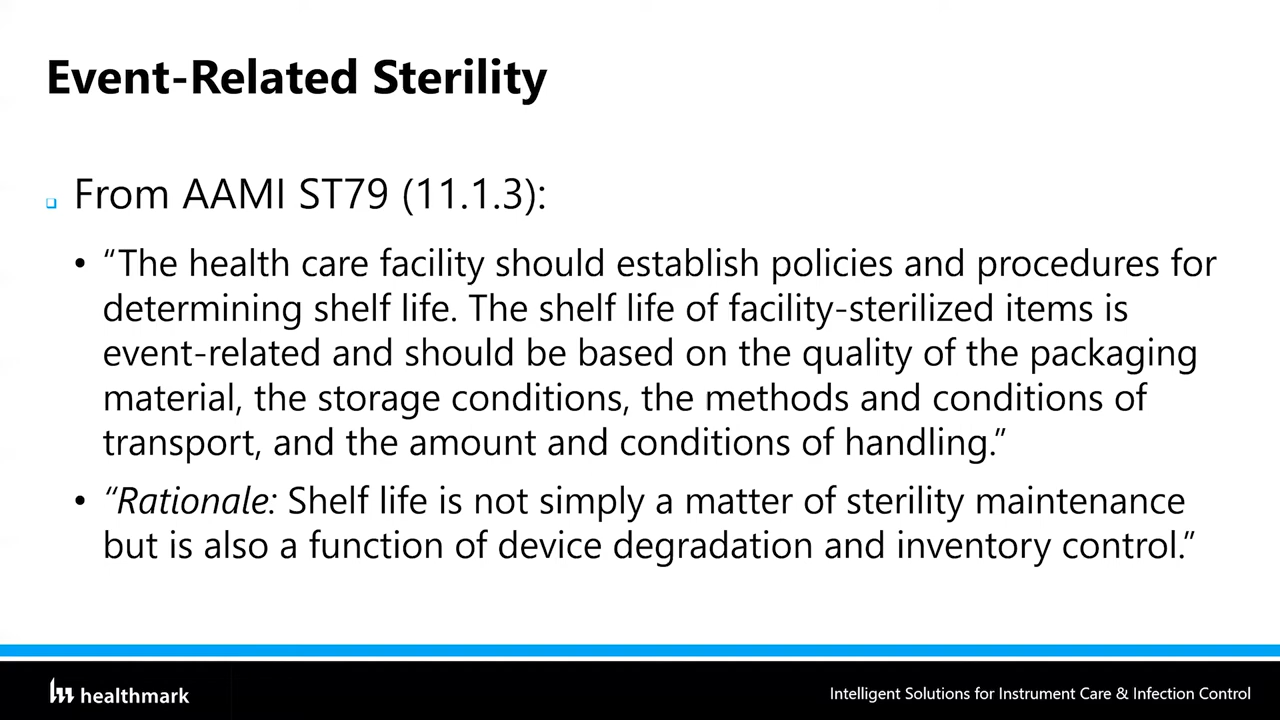 Event-Related Sterility
From AAMI ST79 (11.1.3):
• “The health care facility should establish policies and procedures for
determining shelf life. The shelf life of facility-sterilized items is
event-related and should be based on the quality of the packaging
material, the storage conditions, the methods and conditions of
transport, and the amount and conditions of handling.”
• “Rationale: Shelf life is not simply a matter of sterility maintenance
but is also a function of device degradation and inventory control.”
healthmark
Intelligent Solutions for Instrument Care & Infection Control